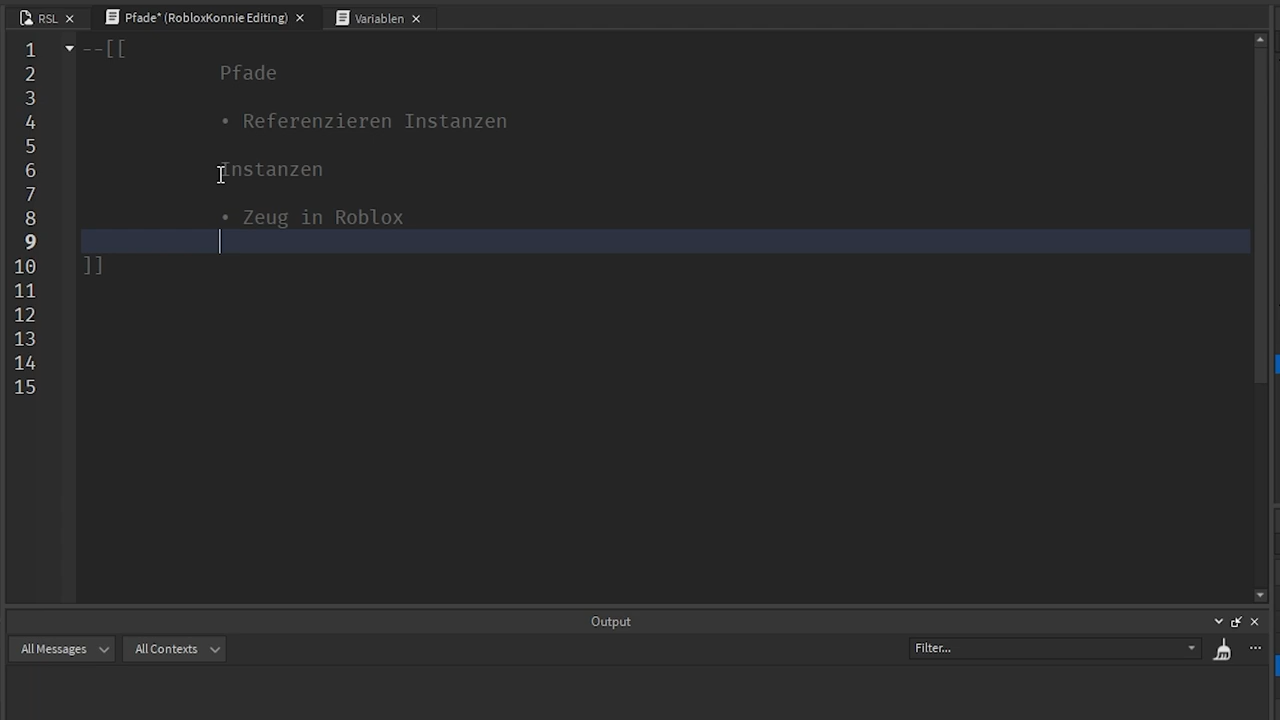 RSL
Pfade* (RobloxKonnie Editing)
Variablen
1 --[[
2 Pfade
3
4 • Referenzieren Instanzen
5
6 Instanzen
7
8 • Zeug in Roblox
9
10 ]]
11
12
13
14
15
Output
All Messages
All Contexts
Filter...